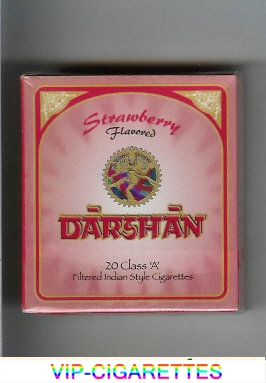 Strawberry
Flavored
DARSHAN
20 Class 'A'
Filtered Indian Style Cigarettes
VIP-CIGARETTES